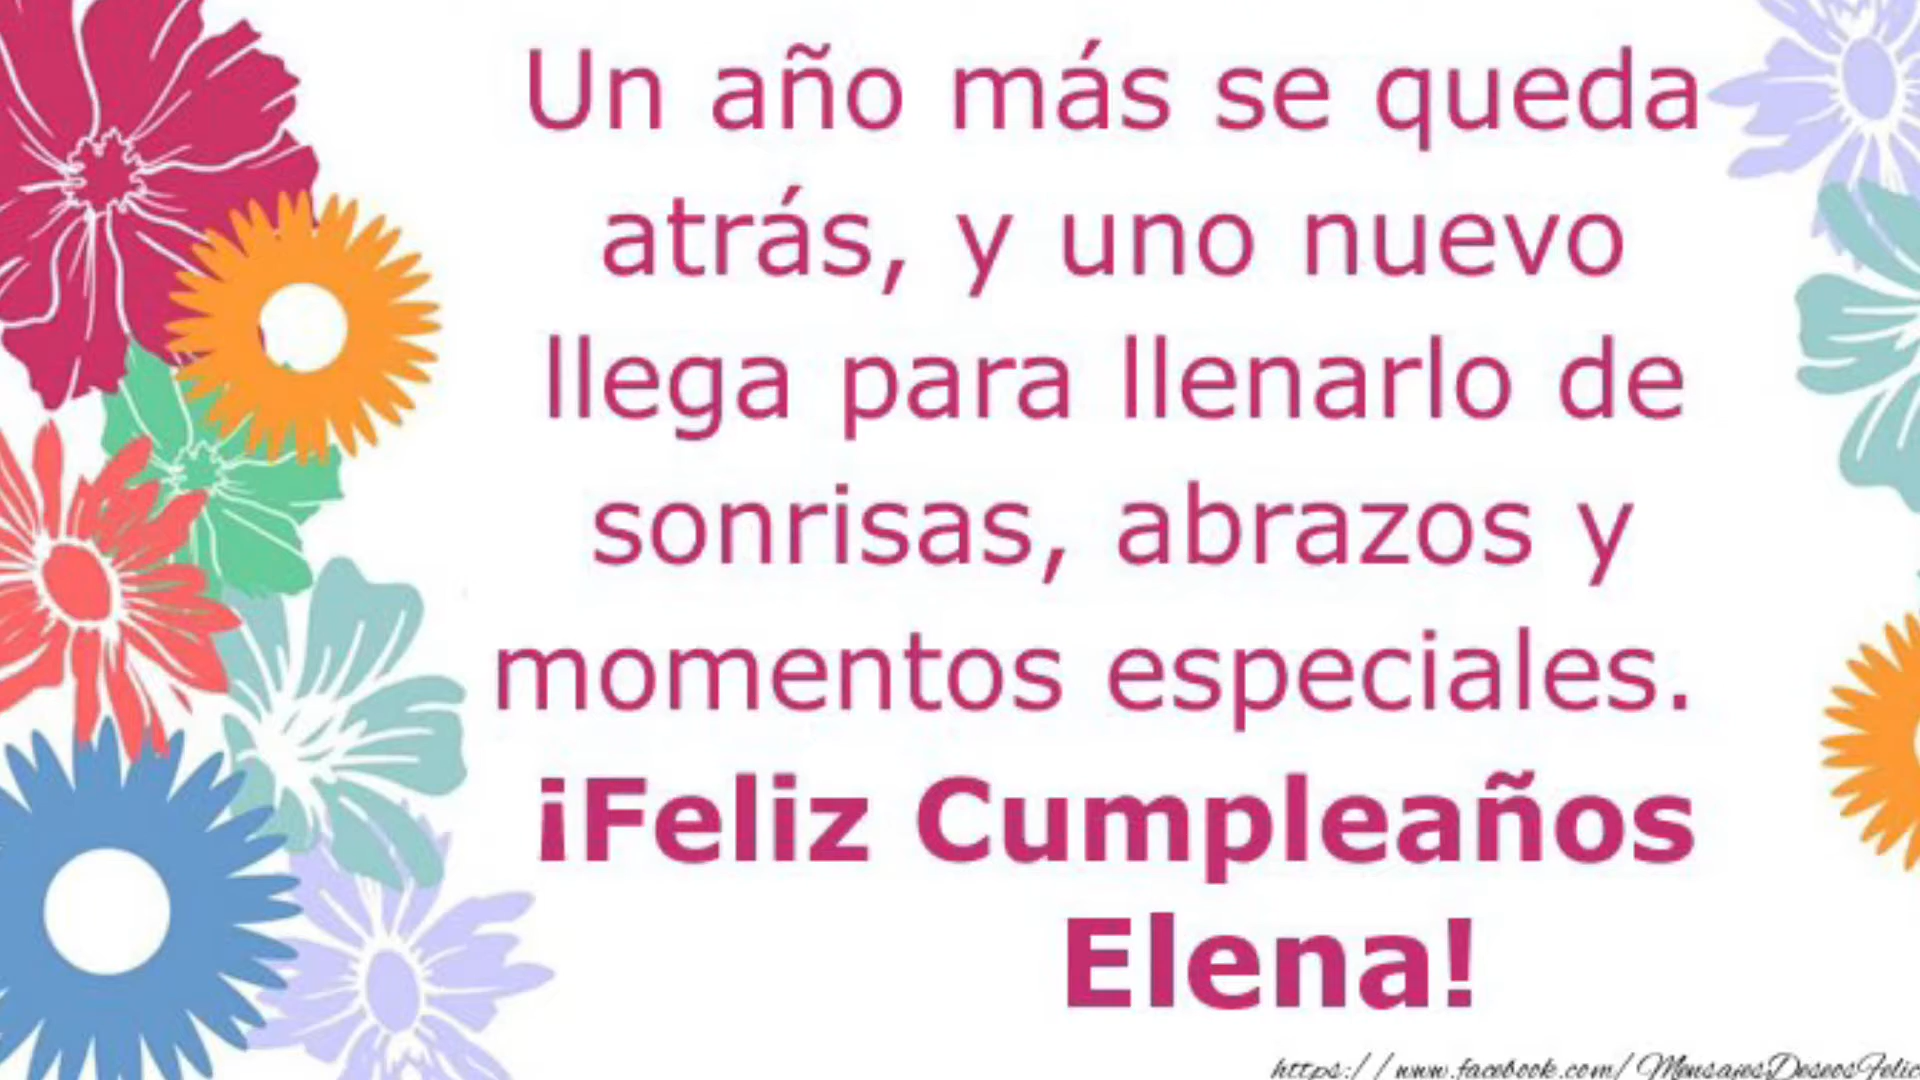 Un año más se queda
atrás, y uno nuevo
llega para llenarlo de
sonrisas, abrazos y
momentos especiales.
¡Feliz Cumpleaños
Elena!
https://www.facebook.com/MensajesDeseosFelic